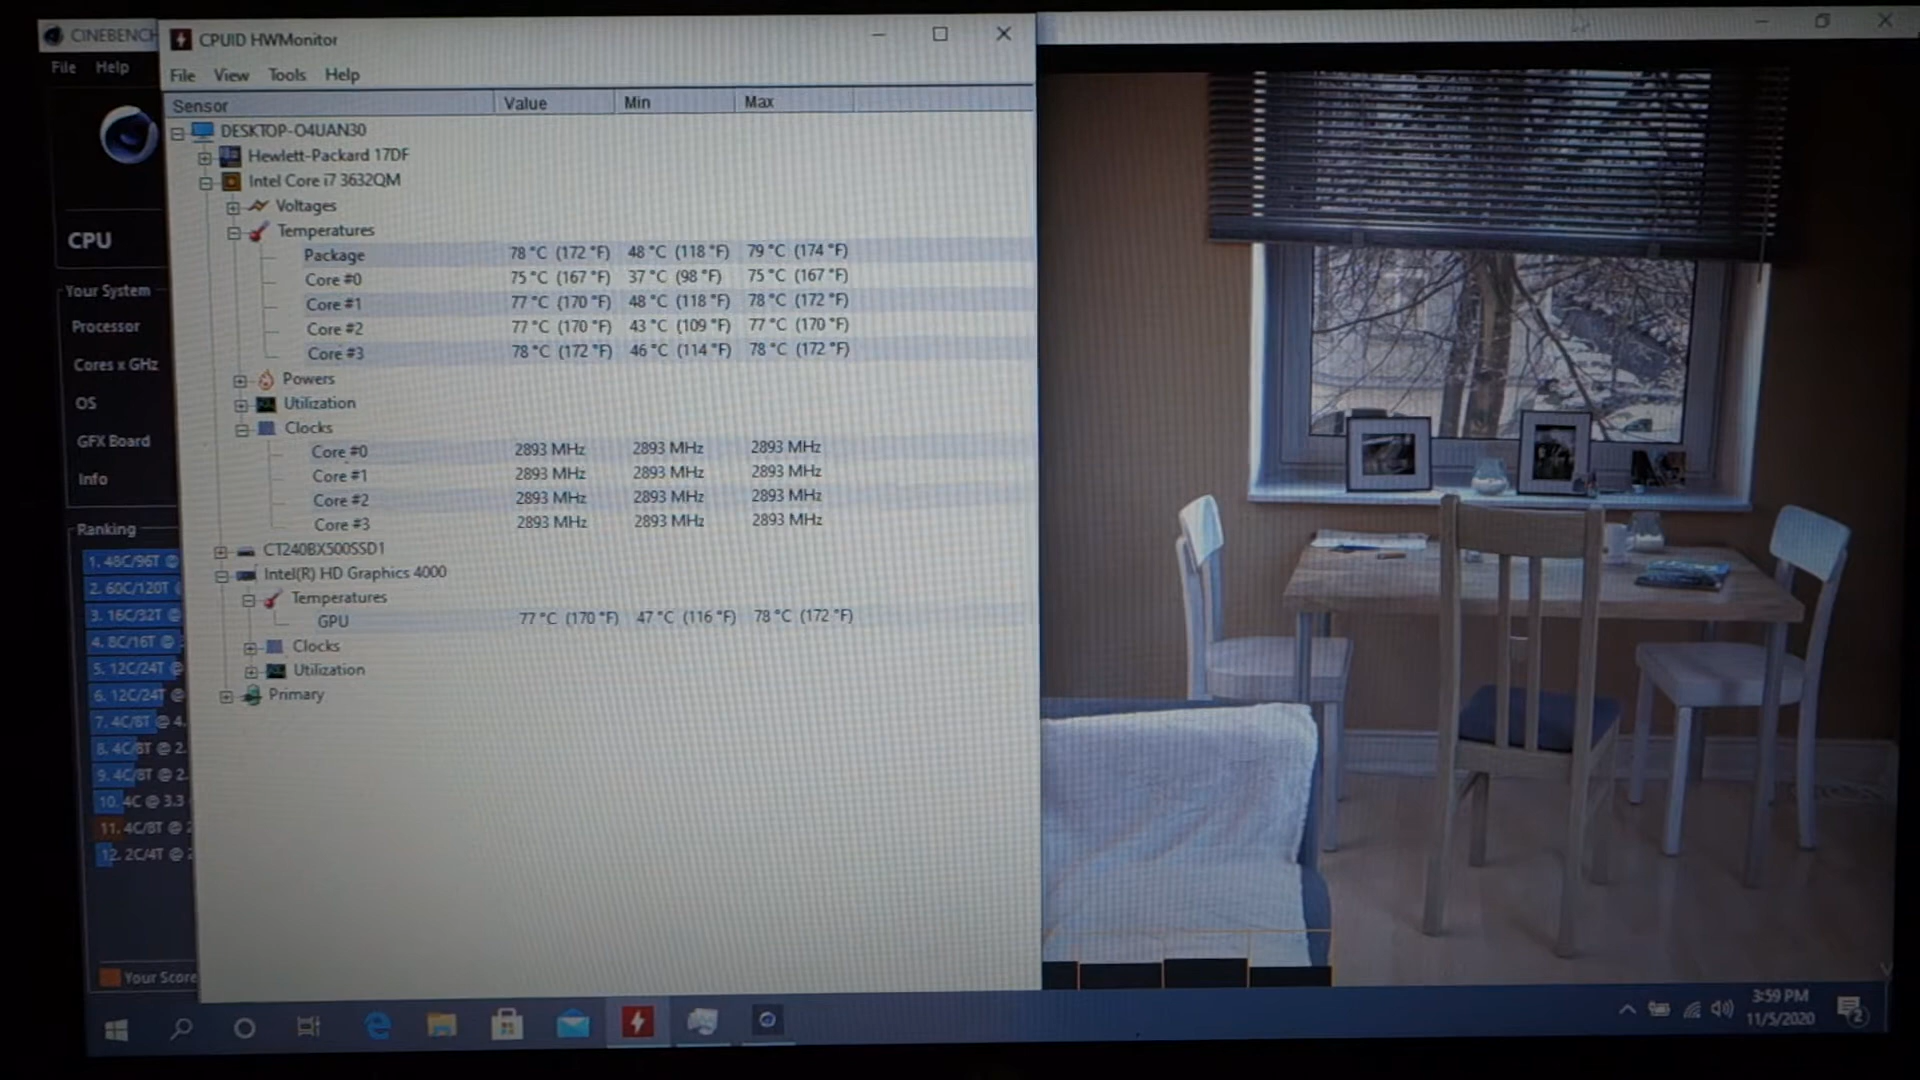 CINEBENCH
File Help
CPU
Your System
Processor
Cores x GHz
OS
GFX Board
Info
Ranking
1. 48C/96T @
2. 60C/120T
3. 16C/32T @
4. 8C/16T @
5. 12C/24T @
6. 12C/24T @
7. 4C/8T @ 4.
8. 4C/8T @ 2.
9. 4C/8T @ 2.
10. 4C @ 3.3
11. 4C/8T @ 2
12. 2C/4T @ 2
Your Score
CPUID HWMonitor
File View Tools Help
Sensor Value Min Max
DESKTOP-O4UAN30
Hewlett-Packard 17DF
Intel Core i7 3632QM
Voltages
Temperatures
Package 78 °C (172 °F) 48 °C (118 °F) 79 °C (174 °F)
Core #0 75 °C (167 °F) 37 °C (98 °F) 75 °C (167 °F)
Core #1 77 °C (170 °F) 48 °C (118 °F) 78 °C (172 °F)
Core #2 77 °C (170 °F) 43 °C (109 °F) 77 °C (170 °F)
Core #3 78 °C (172 °F) 46 °C (114 °F) 78 °C (172 °F)
Powers
Utilization
Clocks
Core #0 2893 MHz 2893 MHz 2893 MHz
Core #1 2893 MHz 2893 MHz 2893 MHz
Core #2 2893 MHz 2893 MHz 2893 MHz
Core #3 2893 MHz 2893 MHz 2893 MHz
CT240BX500SSD1
Intel(R) HD Graphics 4000
Temperatures
GPU 77 °C (170 °F) 47 °C (116 °F) 78 °C (172 °F)
Clocks
Utilization
Primary
3:59 PM
11/5/2020
2